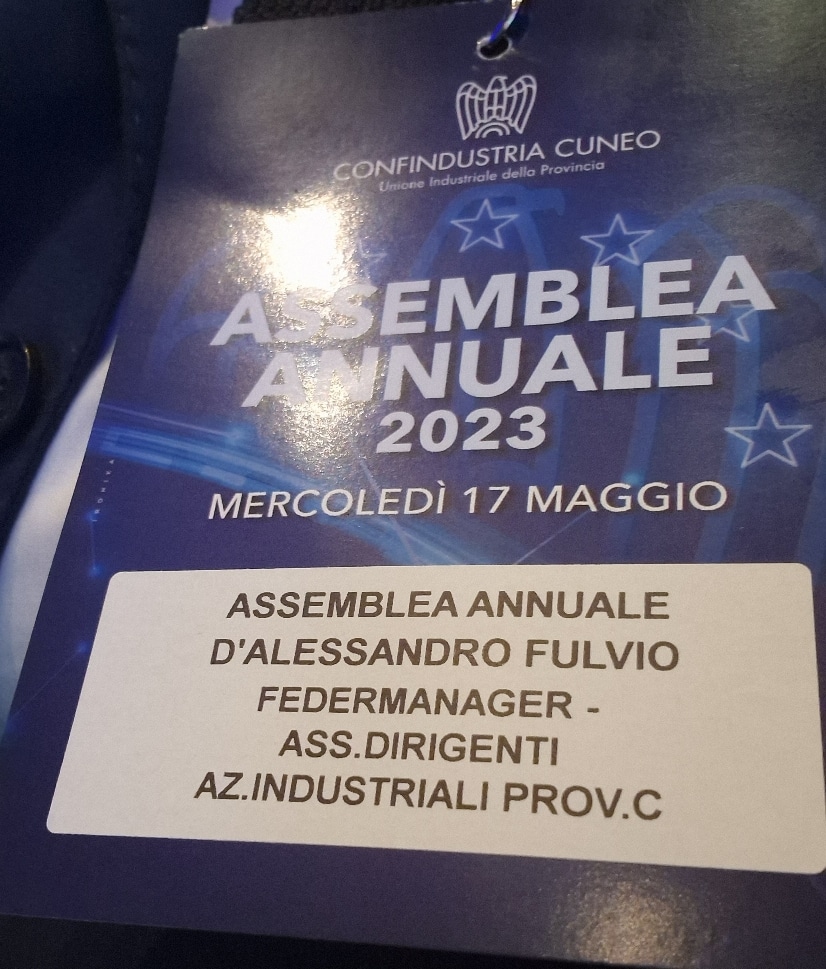 CONFINDUSTRIA CUNEO
Unione Industriale della Provincia
ASSEMBLEA
ANNUALE
2023
MERCOLEDÌ 17 MAGGIO
ASSEMBLEA ANNUALE
D'ALESSANDRO FULVIO
FEDERMANAGER -
ASS.DIRIGENTI
AZ.INDUSTRIALI PROV.C